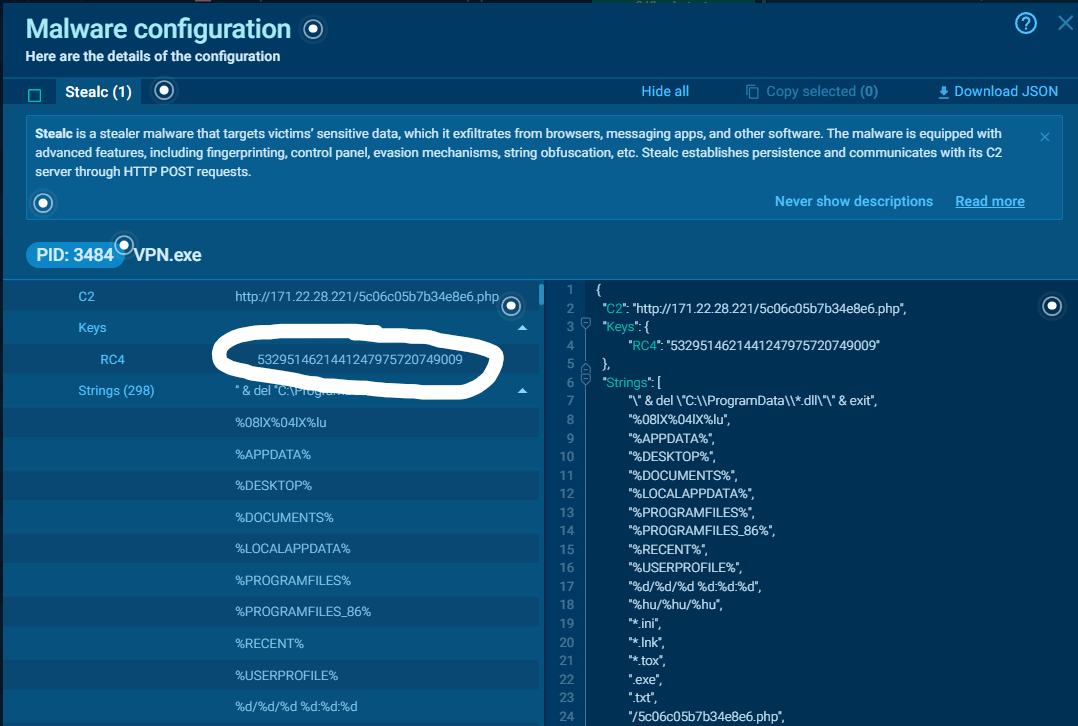 Malware configuration
Here are the details of the configuration
Stealc (1)
Hide all
Copy selected (0)
Download JSON
Stealc is a stealer malware that targets victims' sensitive data, which it exfiltrates from browsers, messaging apps, and other software. The malware is equipped with
advanced features, including fingerprinting, control panel, evasion mechanisms, string obfuscation, etc. Stealc establishes persistence and communicates with its C2
server through HTTP POST requests.
Never show descriptions
Read more
PID: 3484 VPN.exe
C2 http://171.22.28.221/5c06c05b7b34e8e6.php
Keys
RC4 5329514621441247975720749009
Strings (298) " & del "C:\
%08lX%04lX%lu
%APPDATA%
%DESKTOP%
%DOCUMENTS%
%LOCALAPPDATA%
%PROGRAMFILES%
%PROGRAMFILES_86%
%RECENT%
%USERPROFILE%
%d/%d/%d %d:%d:%d
1 {
2 "C2": "http://171.22.28.221/5c06c05b7b34e8e6.php",
3 "Keys": {
4 "RC4": "5329514621441247975720749009"
5 },
6 "Strings": [
7 "\" & del \"C:\\ProgramData\\*.dll\"\" & exit",
8 "%08lX%04lX%lu",
9 "%APPDATA%",
10 "%DESKTOP%",
11 "%DOCUMENTS%",
12 "%LOCALAPPDATA%",
13 "%PROGRAMFILES%",
14 "%PROGRAMFILES_86%",
15 "%RECENT%",
16 "%USERPROFILE%",
17 "%d/%d/%d %d:%d:%d",
18 "%hu/%hu/%hu",
19 "*.ini",
20 "*.lnk",
21 "*.tox",
22 ".exe",
23 ".txt",
24 "/5c06c05b7b34e8e6.php",